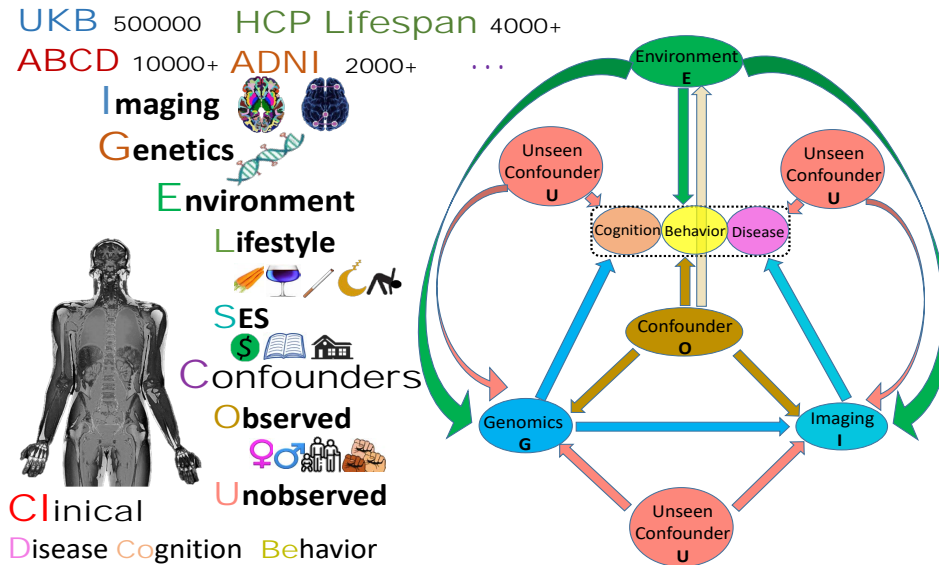 UKB 500000 HCP Lifespan 4000+
ABCD 10000+ ADNI 2000+ ...
Imaging
Genetics
Environment
Lifestyle
$
SES
Confounders
Observed
Unobserved
Clinical
Disease Cognition Behavior
Environment
E
Unseen
Confounder
U
Unseen
Confounder
U
Cognition
Behavior
Disease
Confounder
O
Genomics
G
Imaging
I
Unseen
Confounder
U